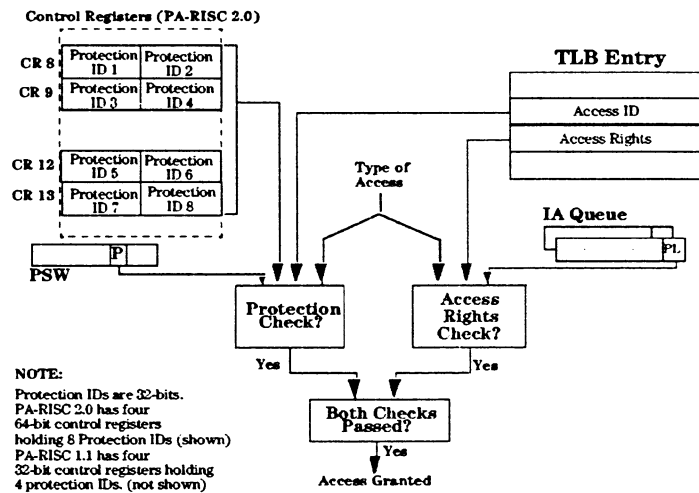 Control Registers (PA-RISC 2.0)
CR 8
Protection ID 1
Protection ID 2
CR 9
Protection ID 3
Protection ID 4
CR 12
Protection ID 5
Protection ID 6
CR 13
Protection ID 7
Protection ID 8
TLB Entry
Access ID
Access Rights
Type of
Access
IA Queue
PL
P
PSW
Protection
Check?
Access
Rights
Check?
Yes
Yes
Both Checks
Passed?
Yes
Access Granted
NOTE:
Protection IDs are 32-bits.
PA-RISC 2.0 has four
64-bit control registers
holding 8 Protection IDs (shown)
PA-RISC 1.1 has four
32-bit control registers holding
4 protection IDs. (not shown)